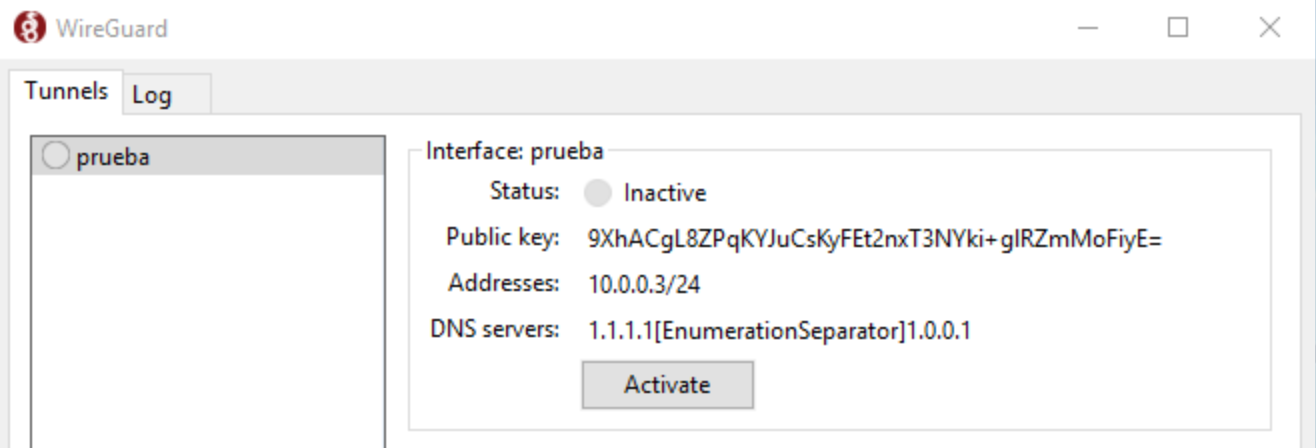 WireGuard
Tunnels
Log
prueba
Interface: prueba
Status: Inactive
Public key: 9XhACgL8ZPqKYJuCsKyFEt2nxT3NYki+gIRZmMoFiyE=
Addresses: 10.0.0.3/24
DNS servers: 1.1.1.1[EnumerationSeparator]1.0.0.1
Activate